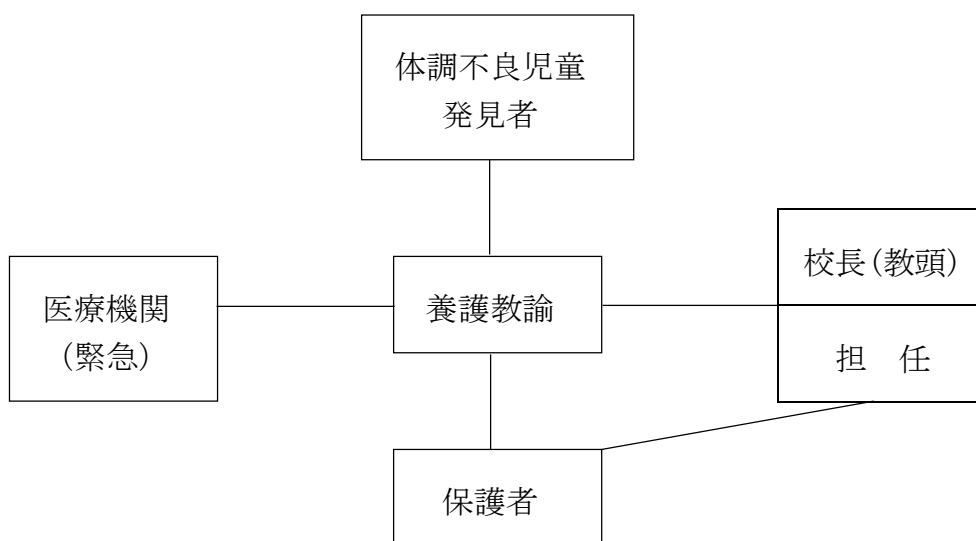 体調不良児童
発見者
校長(教頭)
医療機関
(緊急)
養護教諭
担　任
保護者